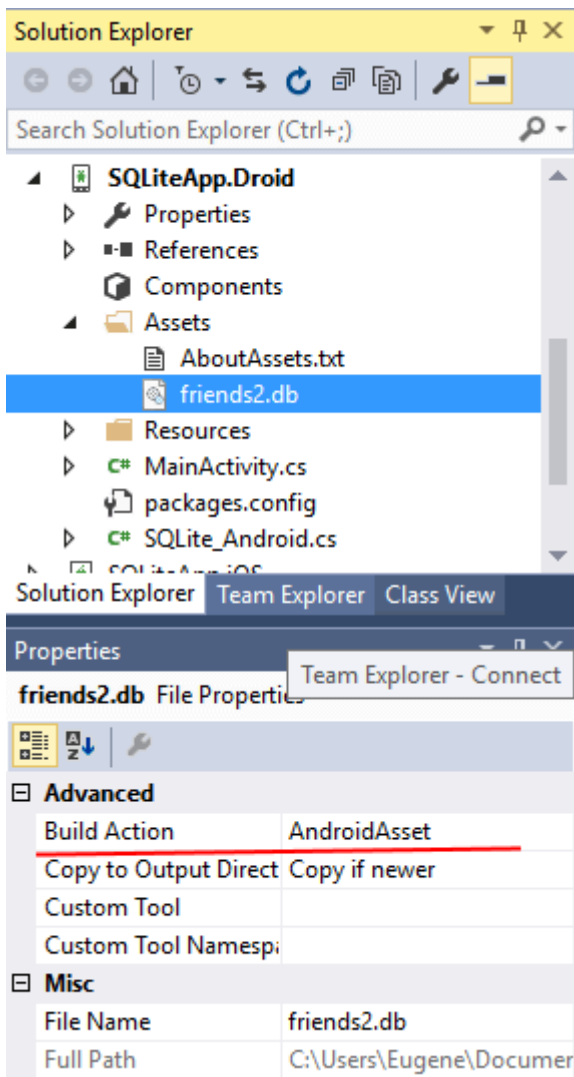 Solution Explorer
Search Solution Explorer (Ctrl+;)
SQLiteApp.Droid
Properties
References
Components
Assets
AboutAssets.txt
friends2.db
Resources
C# MainActivity.cs
packages.config
C# SQLite_Android.cs
SQLiteApp.iOS
Solution Explorer Team Explorer Class View
Properties
Team Explorer - Connect
friends2.db File Properties
Advanced
Build Action AndroidAsset
Copy to Output Direct Copy if newer
Custom Tool
Custom Tool Namespa
Misc
File Name friends2.db
Full Path C:\Users\Eugene\Documen